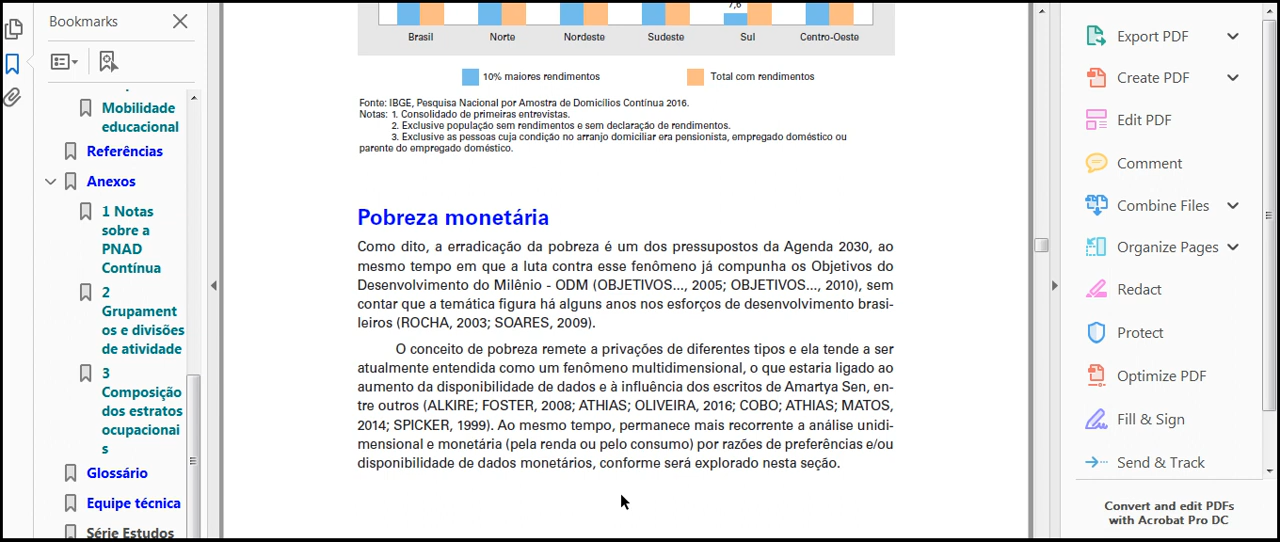 Bookmarks
Mobilidade
educacional
Referências
Anexos
1 Notas
sobre a
PNAD
Contínua
2
Grupament
os e divisões
de atividade
3
Composição
dos estratos
ocupacionai
s
Glossário
Equipe técnica
Série Estudos
7,6
Brasil Norte Nordeste Sudeste Sul Centro-Oeste
10% maiores rendimentos Total com rendimentos
Fonte: IBGE, Pesquisa Nacional por Amostra de Domicílios Contínua 2016.
Notas: 1. Consolidado de primeiras entrevistas.
2. Exclusive população sem rendimentos e sem declaração de rendimentos.
3. Exclusive as pessoas cuja condição no arranjo domiciliar era pensionista, empregado doméstico ou
parente do empregado doméstico.
Pobreza monetária
Como dito, a erradicação da pobreza é um dos pressupostos da Agenda 2030, ao
mesmo tempo em que a luta contra esse fenômeno já compunha os Objetivos do
Desenvolvimento do Milênio - ODM (OBJETIVOS..., 2005; OBJETIVOS..., 2010), sem
contar que a temática figura há alguns anos nos esforços de desenvolvimento brasi-
leiros (ROCHA, 2003; SOARES, 2009).
O conceito de pobreza remete a privações de diferentes tipos e ela tende a ser
atualmente entendida como um fenômeno multidimensional, o que estaria ligado ao
aumento da disponibilidade de dados e à influência dos escritos de Amartya Sen, en-
tre outros (ALKIRE; FOSTER, 2008; ATHIAS; OLIVEIRA, 2016; COBO; ATHIAS; MATOS,
2014; SPICKER, 1999). Ao mesmo tempo, permanece mais recorrente a análise unidi-
mensional e monetária (pela renda ou pelo consumo) por razões de preferências e/ou
disponibilidade de dados monetários, conforme será explorado nesta seção.
Export PDF
Create PDF
Edit PDF
Comment
Combine Files
Organize Pages
Redact
Protect
Optimize PDF
Fill & Sign
Send & Track
Convert and edit PDFs
with Acrobat Pro DC